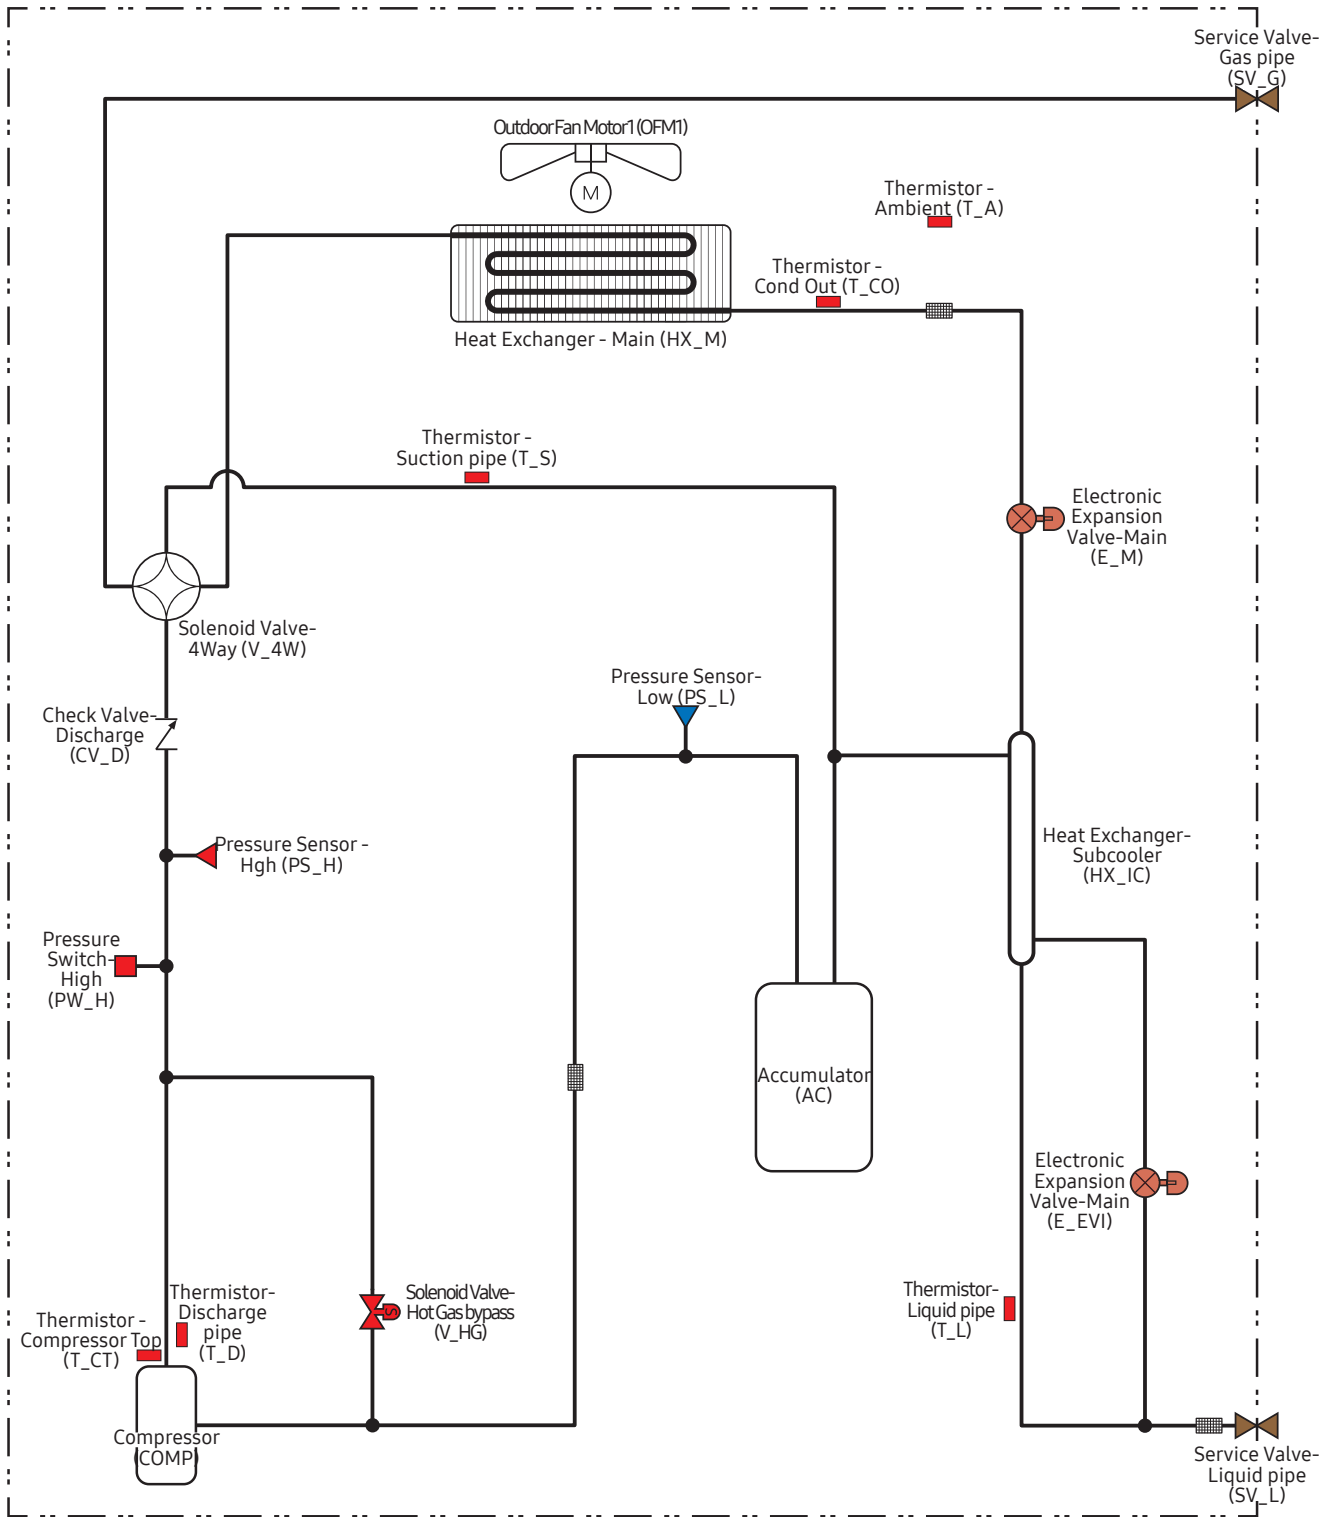 Service Valve-
Gas pipe
(SV_G)
Outdoor Fan Motor1 (OFM1)
M
Thermistor -
Ambient (T_A)
Thermistor -
Cond Out (T_CO)
Heat Exchanger - Main (HX_M)
Thermistor -
Suction pipe (T_S)
Electronic
Expansion
Valve-Main
(E_M)
Solenoid Valve-
4Way (V_4W)
Pressure Sensor-
Low (PS_L)
Check Valve-
Discharge
(CV_D)
Pressure Sensor -
Hgh (PS_H)
Heat Exchanger-
Subcooler
(HX_IC)
Pressure
Switch-
High
(PW_H)
Accumulator
(AC)
Electronic
Expansion
Valve-Main
(E_EVI)
Thermistor-
Discharge
pipe
(T_D)
Solenoid Valve-
Hot Gas bypass
(V_HG)
S
Thermistor-
Liquid pipe
(T_L)
Thermistor -
Compressor Top
(T_CT)
Compressor
(COMP)
Service Valve-
Liquid pipe
(SV_L)